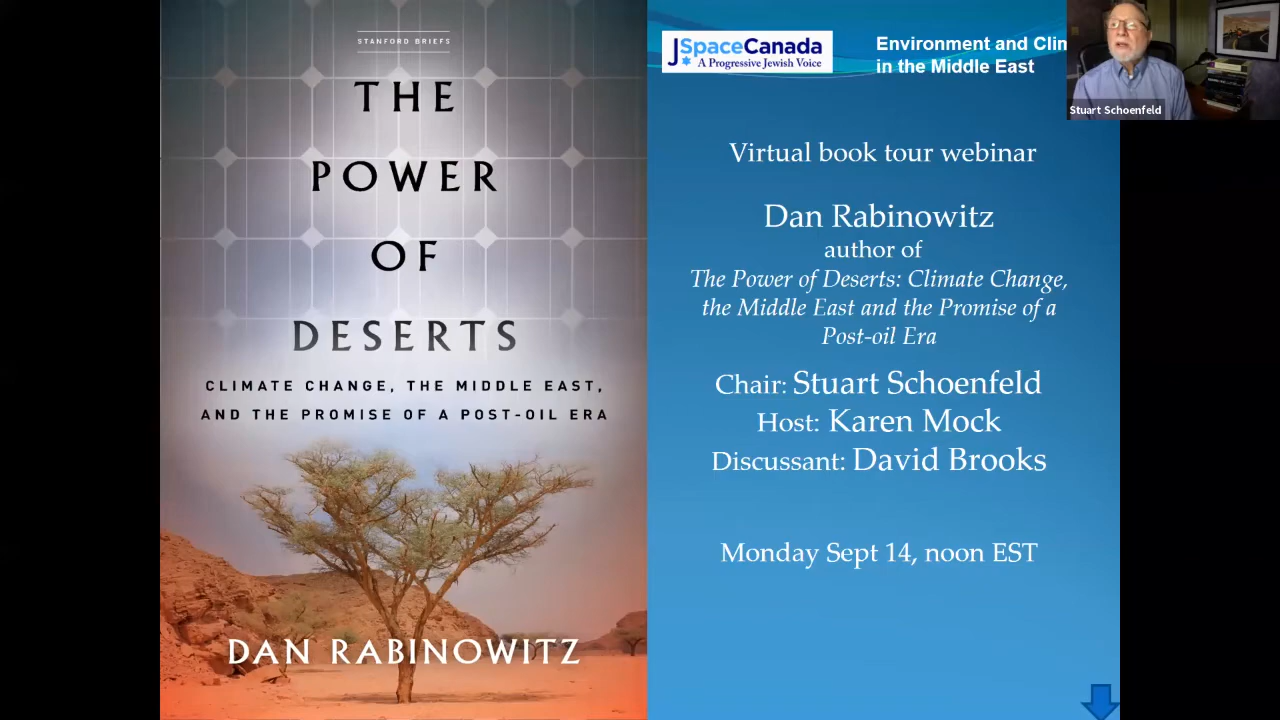 STANFORD BRIEFS
THE
POWER
OF
DESERTS
CLIMATE CHANGE, THE MIDDLE EAST,
AND THE PROMISE OF A POST-OIL ERA
DAN RABINOWITZ
JSpaceCanada
A Progressive Jewish Voice
Environment and Clim
in the Middle East
Stuart Schoenfeld
Virtual book tour webinar
Dan Rabinowitz
author of
The Power of Deserts: Climate Change,
the Middle East and the Promise of a
Post-oil Era
Chair: Stuart Schoenfeld
Host: Karen Mock
Discussant: David Brooks
Monday Sept 14, noon EST